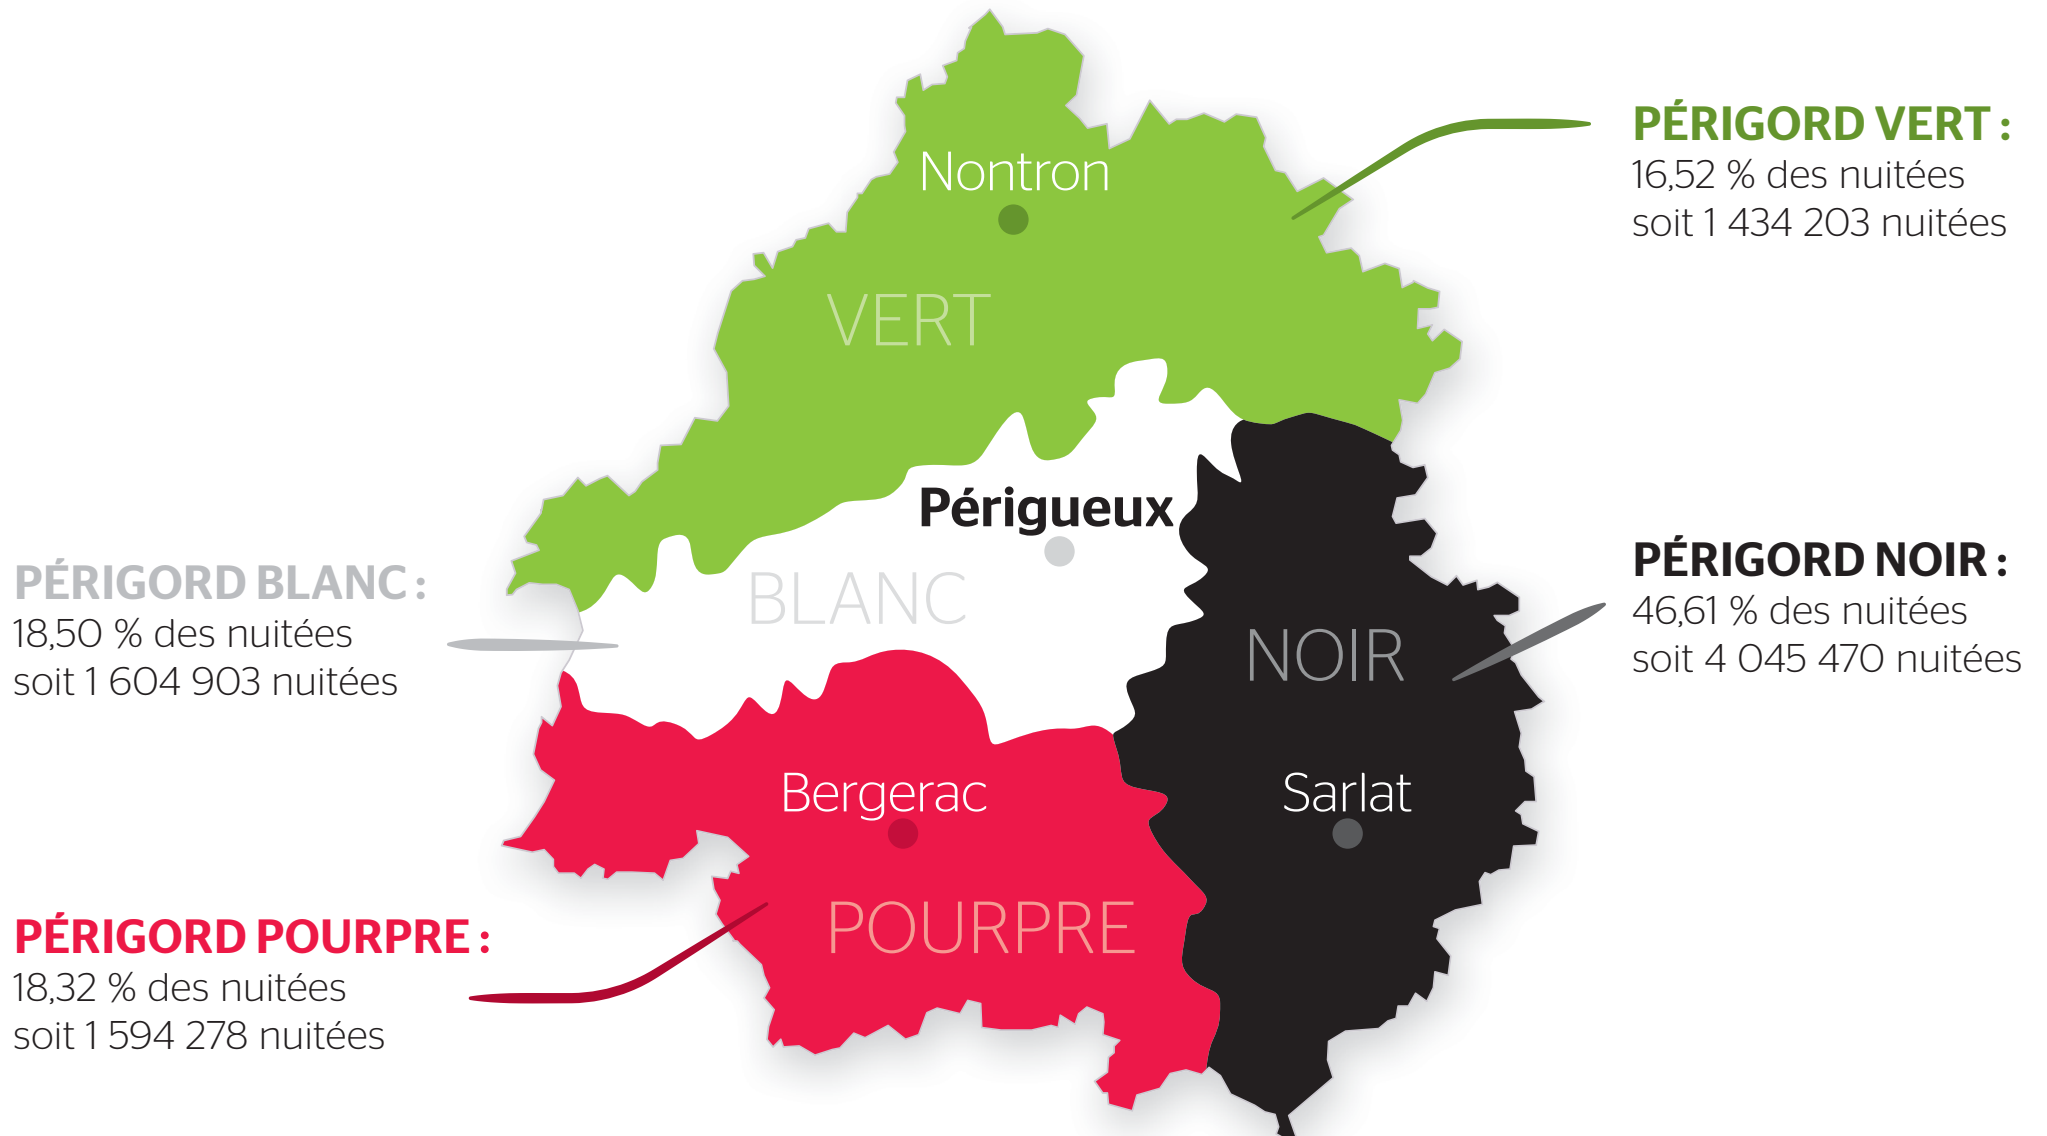 Nontron
VERT
PÉRIGORD VERT :
16,52 % des nuitées
soit 1 434 203 nuitées
Périgueux
BLANC
PÉRIGORD BLANC :
18,50 % des nuitées
soit 1 604 903 nuitées
NOIR
Sarlat
PÉRIGORD NOIR :
46,61 % des nuitées
soit 4 045 470 nuitées
Bergerac
POURPRE
PÉRIGORD POURPRE :
18,32 % des nuitées
soit 1 594 278 nuitées